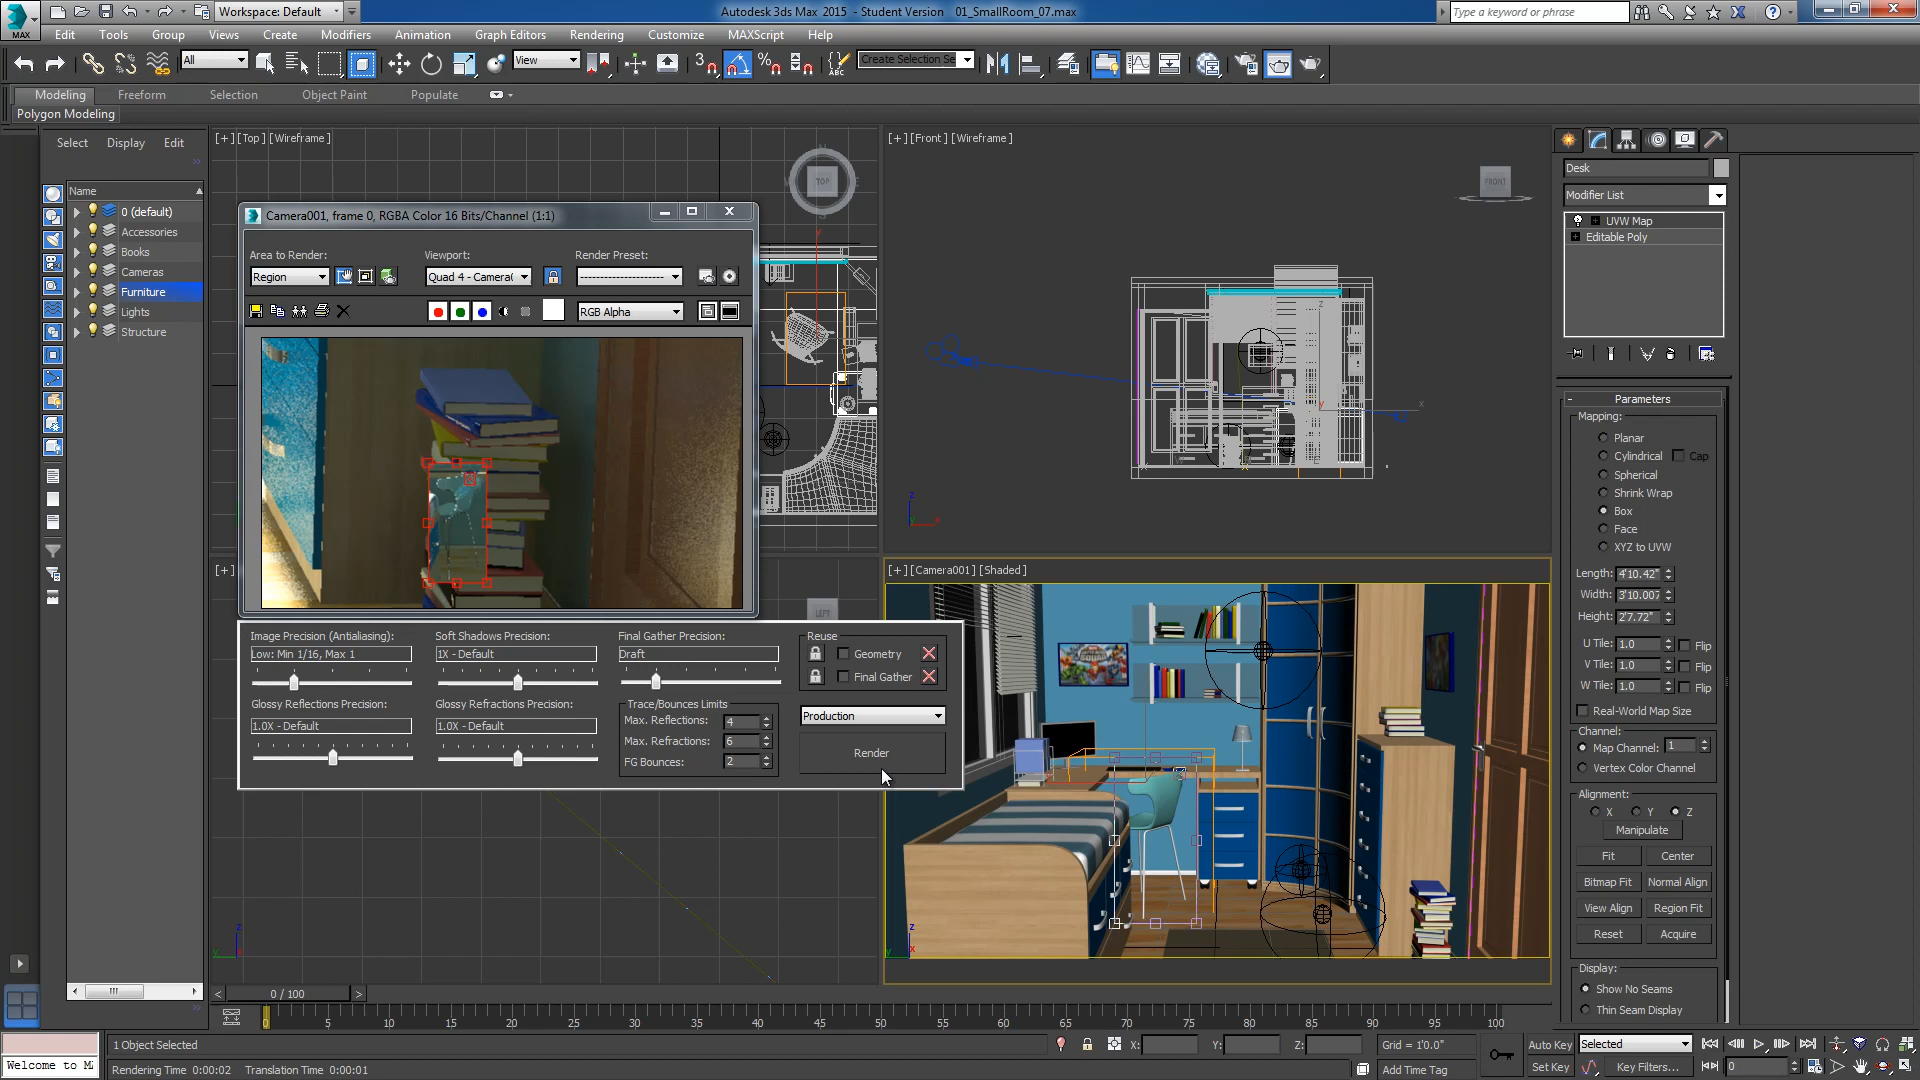 MAX
Workspace: Default
Autodesk 3ds Max 2015 - Student Version 01_SmallRoom_07.max
Type a keyword or phrase
Edit Tools Group Views Create Modifiers Animation Graph Editors Rendering Customize MAXScript Help
All
View
3
ABC
Create Selection Se
Modeling Freeform Selection Object Paint Populate
Polygon Modeling
Select Display Edit
Name
0 (default)
Accessories
Books
Cameras
Furniture
Lights
Structure
[+][Top][Wireframe]
TOP
[+][Front][Wireframe]
FRONT
[+]
LEFT
[+][Camera001][Shaded]
Camera001, frame 0, RGBA Color 16 Bits/Channel (1:1)
Area to Render: Viewport: Render Preset:
Region Quad 4 - Camera( -----------------------
RGB Alpha
Image Precision (Antialiasing): Soft Shadows Precision: Final Gather Precision: Reuse
Low: Min 1/16, Max 1 1X - Default Draft
Geometry
Final Gather
Glossy Reflections Precision: Glossy Refractions Precision: Trace/Bounces Limits
1.0X - Default 1.0X - Default
Max. Reflections: 4
Max. Refractions: 6
FG Bounces: 2
Production
Render
Desk
Modifier List
UVW Map
Editable Poly
- Parameters
Mapping:
Planar
Cylindrical Cap
Spherical
Shrink Wrap
Box
Face
XYZ to UVW
Length: 4'10.42"
Width: 3'10.007
Height: 2'7.72"
U Tile: 1.0 Flip
V Tile: 1.0 Flip
W Tile: 1.0 Flip
Real-World Map Size
Channel:
Map Channel: 1
Vertex Color Channel
Alignment:
X Y Z
Manipulate
Fit Center
Bitmap Fit Normal Align
View Align Region Fit
Reset Acquire
Display:
Show No Seams
Thin Seam Display
< 0 / 100 >
0 5 10 15 20 25 30 35 40 45 50 55 60 65 70 75 80 85 90 95 100
1 Object Selected
X: Y: Z: Grid = 1'0.0"
Auto Key Selected
Welcome to M
Rendering Time 0:00:02 Translation Time 0:00:01
Add Time Tag
Set Key Key Filters... 0